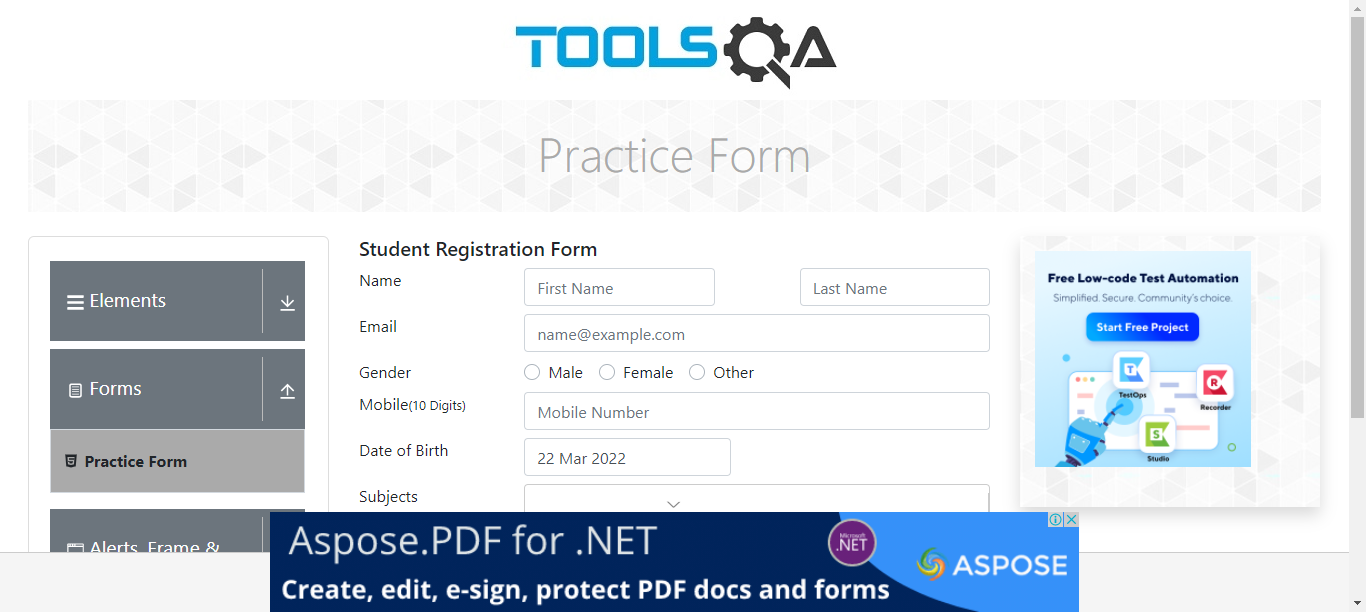 TOOLSQA
Practice Form
Elements
Forms
Practice Form
Alerts, Frame &
Student Registration Form
Name
First Name
Last Name
Email
name@example.com
Gender
Male
Female
Other
Mobile(10 Digits)
Mobile Number
Date of Birth
22 Mar 2022
Subjects
Free Low-code Test Automation
Simplified. Secure. Community's choice.
Start Free Project
TestOps
Recorder
Studio
Aspose.PDF for .NET
Create, edit, e-sign, protect PDF docs and forms
Microsoft
.NET
ASPOSE